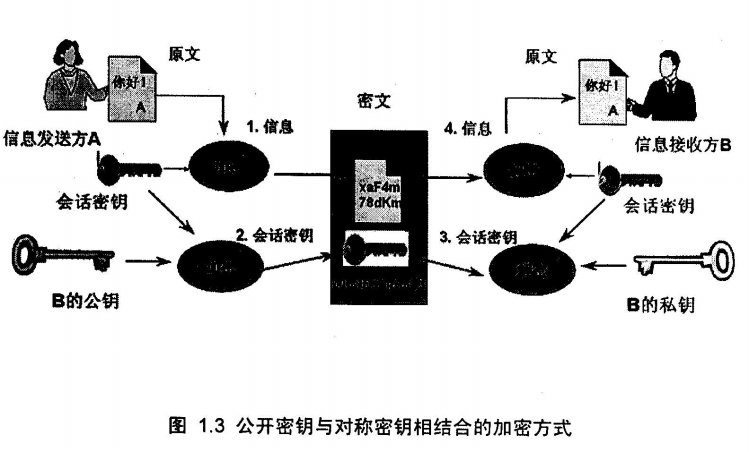 原文
原文
你好!
A
你好!
A
密文
1. 信息
4. 信息
信息发送方A
信息接收方B
xaF4m
78dKm
会话密钥
会话密钥
2. 会话密钥
3. 会话密钥
B的公钥
B的私钥
图 1.3 公开密钥与对称密钥相结合的加密方式